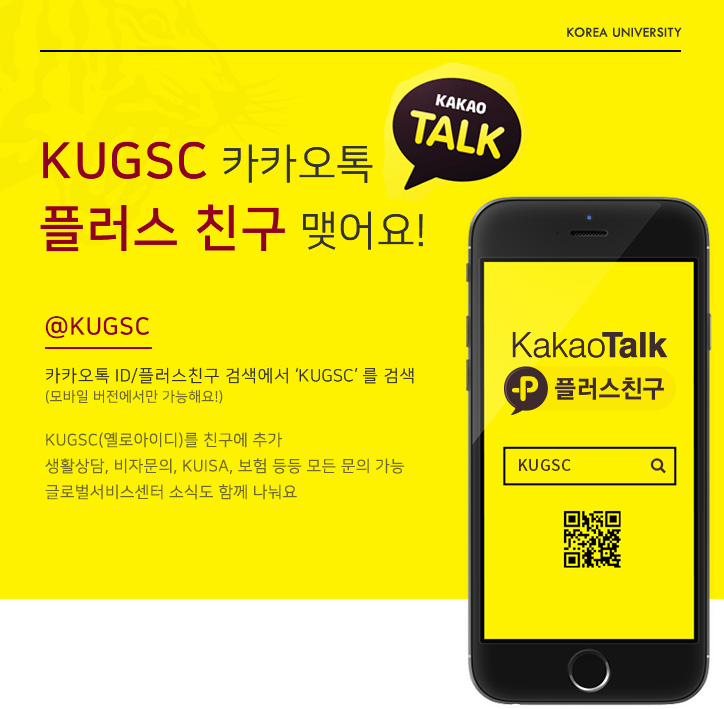 KOREA UNIVERSITY
KAKAO
TALK
KUGSC 카카오톡
플러스 친구 맺어요!
@KUGSC
카카오톡 ID/플러스친구 검색에서 ‘KUGSC’ 를 검색
(모바일 버전에서만 가능해요!)
KUGSC(옐로아이디)를 친구에 추가
생활상담, 비자문의, KUISA, 보험 등등 모든 문의 가능
글로벌서비스센터 소식도 함께 나눠요
KakaoTalk
P 플러스친구
KUGSC